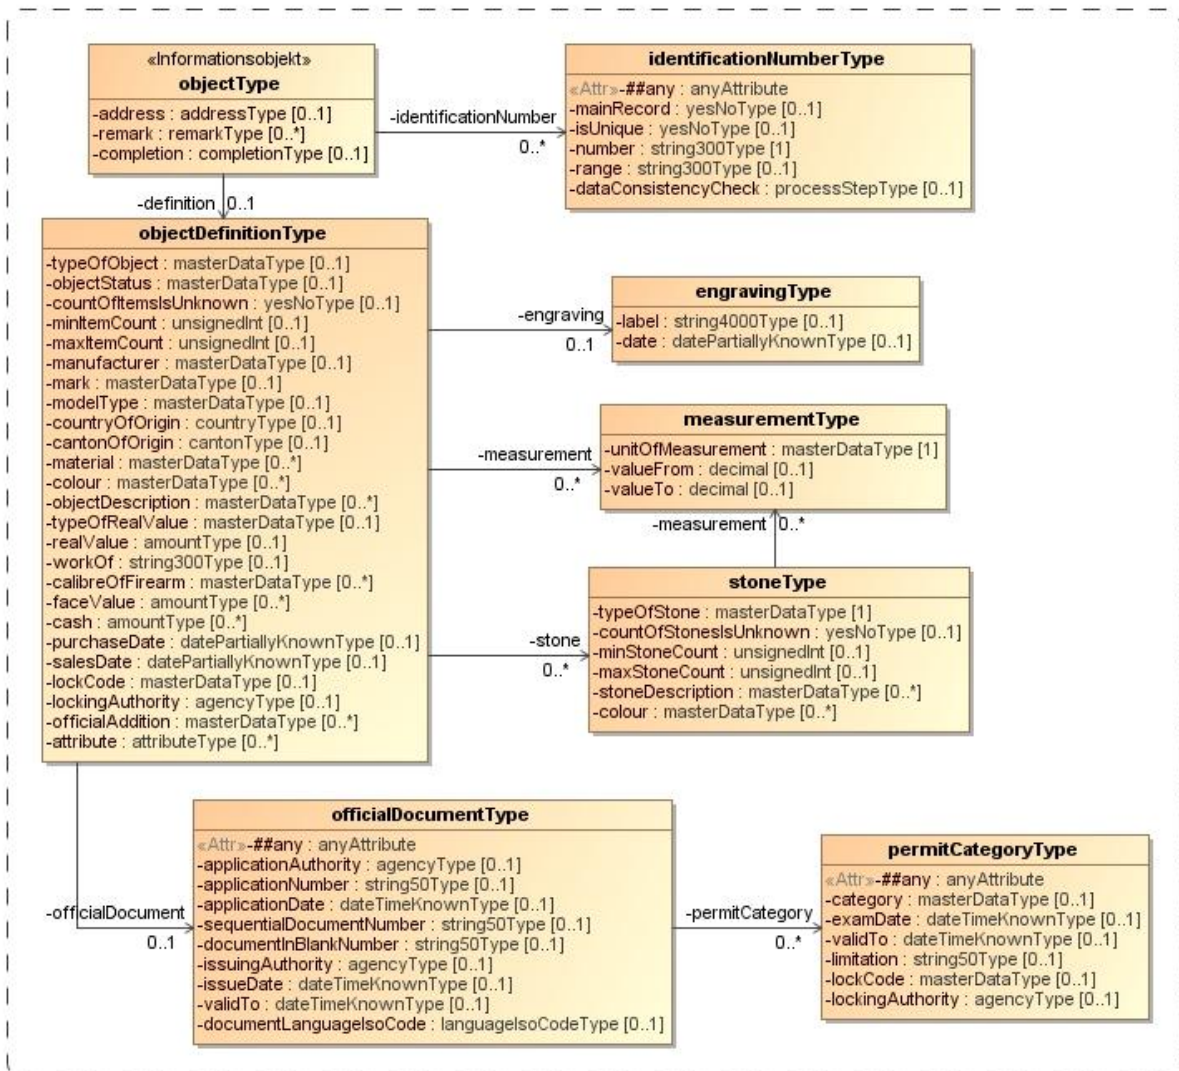 «Informationsobjekt»
objectType
-address : addressType [0..1]
-remark : remarkType [0..*]
-completion : completionType [0..1]
-identificationNumber
0..*
identificationNumberType
«Attr»-##any : anyAttribute
-mainRecord : yesNoType [0..1]
-isUnique : yesNoType [0..1]
-number : string300Type [1]
-range : string300Type [0..1]
-dataConsistencyCheck : processStepType [0..1]
-definition 0..1
objectDefinitionType
-typeOfObject : masterDataType [0..1]
-objectStatus : masterDataType [0..1]
-countOfItemsIsUnknown : yesNoType [0..1]
-minItemCount : unsignedInt [0..1]
-maxItemCount : unsignedInt [0..1]
-manufacturer : masterDataType [0..1]
-mark : masterDataType [0..1]
-modelType : masterDataType [0..1]
-countryOfOrigin : countryType [0..1]
-cantonOfOrigin : cantonType [0..1]
-material : masterDataType [0..*]
-colour : masterDataType [0..*]
-objectDescription : masterDataType [0..*]
-typeOfRealValue : masterDataType [0..1]
-realValue : amountType [0..1]
-workOf : string300Type [0..1]
-calibreOfFirearm : masterDataType [0..*]
-faceValue : amountType [0..*]
-cash : amountType [0..*]
-purchaseDate : datePartiallyKnownType [0..1]
-salesDate : datePartiallyKnownType [0..1]
-lockCode : masterDataType [0..1]
-lockingAuthority : agencyType [0..1]
-officialAddition : masterDataType [0..*]
-attribute : attributeType [0..*]
-engraving
0..1
engravingType
-label : string4000Type [0..1]
-date : datePartiallyKnownType [0..1]
-measurement
0..*
measurementType
-unitOfMeasurement : masterDataType [1]
-valueFrom : decimal [0..1]
-valueTo : decimal [0..1]
-measurement 0..*
-stone
0..*
stoneType
-typeOfStone : masterDataType [1]
-countOfStonesIsUnknown : yesNoType [0..1]
-minStoneCount : unsignedInt [0..1]
-maxStoneCount : unsignedInt [0..1]
-stoneDescription : masterDataType [0..*]
-colour : masterDataType [0..*]
-officialDocument
0..1
officialDocumentType
«Attr»-##any : anyAttribute
-applicationAuthority : agencyType [0..1]
-applicationNumber : string50Type [0..1]
-applicationDate : dateTimeKnownType [0..1]
-sequentialDocumentNumber : string50Type [0..1]
-documentInBlankNumber : string50Type [0..1]
-issuingAuthority : agencyType [0..1]
-issueDate : dateTimeKnownType [0..1]
-validTo : dateTimeKnownType [0..1]
-documentLanguageIsoCode : languageIsoCodeType [0..1]
-permitCategory
0..*
permitCategoryType
«Attr»-##any : anyAttribute
-category : masterDataType [0..1]
-examDate : dateTimeKnownType [0..1]
-validTo : dateTimeKnownType [0..1]
-limitation : string50Type [0..1]
-lockCode : masterDataType [0..1]
-lockingAuthority : agencyType [0..1]